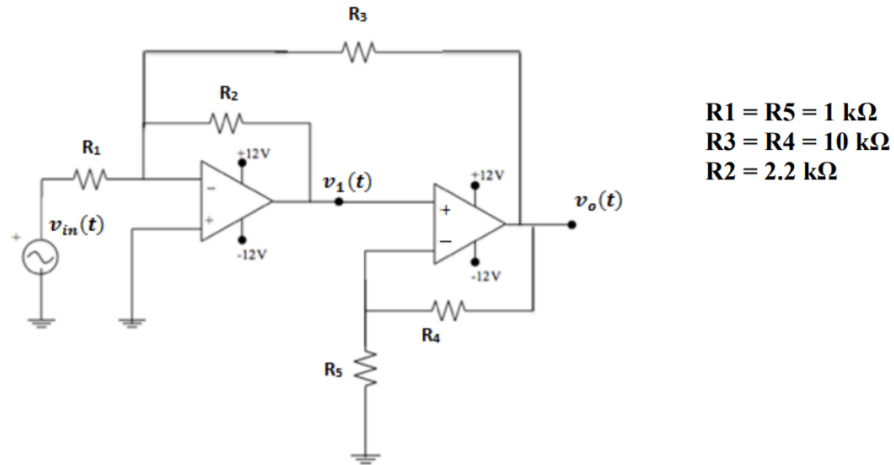 R₃
R₂
R₁
+12V
v₁(t)
+12V
vₒ(t)
vᵢₙ(t)
-12V
-12V
R₄
R₅
R1 = R5 = 1 kΩ
R3 = R4 = 10 kΩ
R2 = 2.2 kΩ